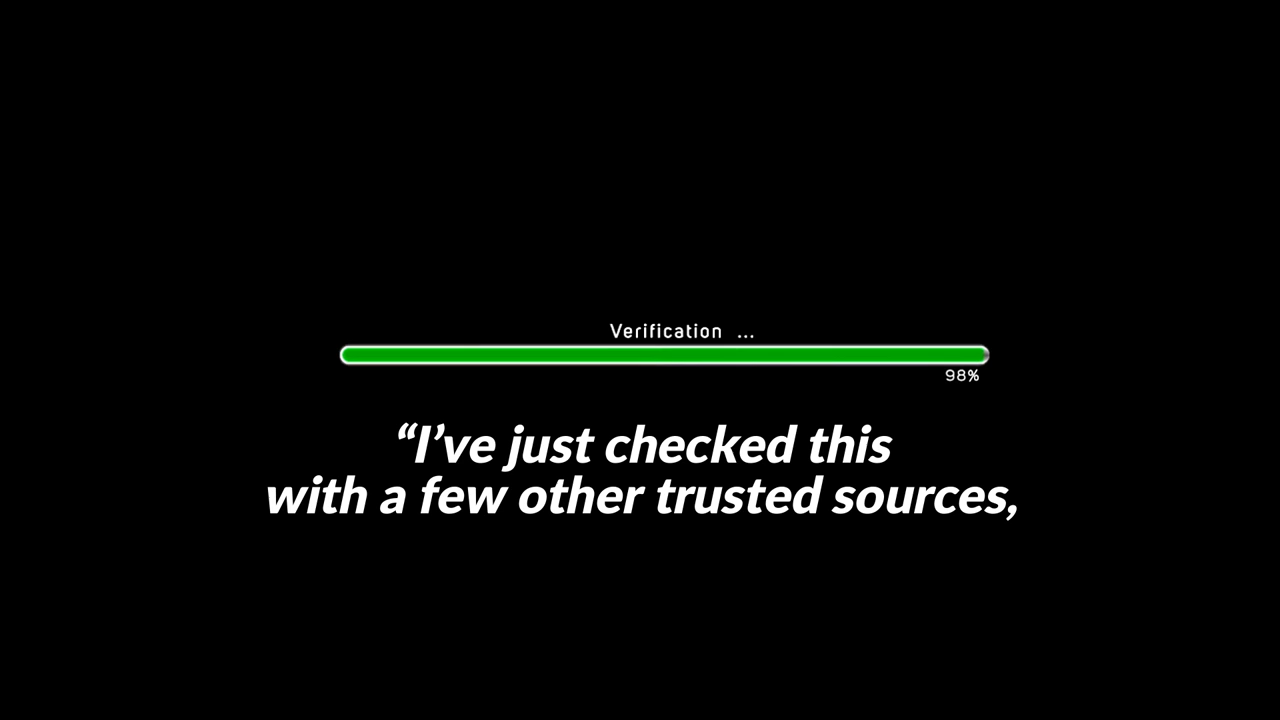 Verification ...
98%
“I’ve just checked this
with a few other trusted sources,